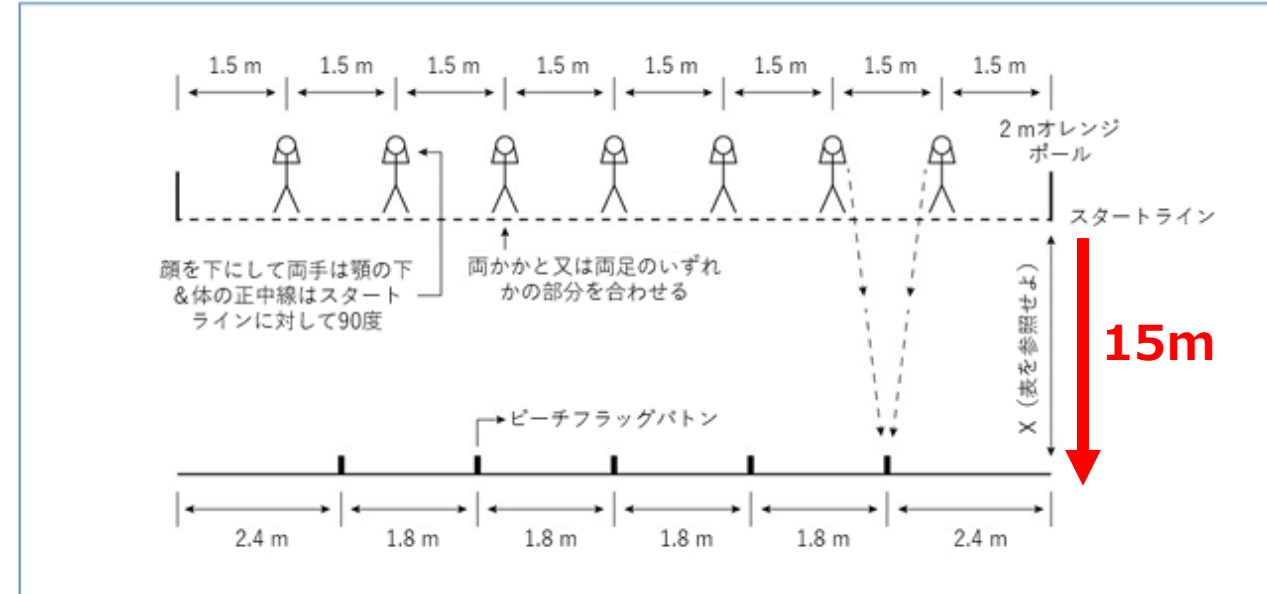 1.5 m 1.5 m 1.5 m 1.5 m 1.5 m 1.5 m 1.5 m 1.5 m
2 mオレンジ
ポール
スタートライン
顔を下にして両手は顎の下
&体の正中線はスタート
ラインに対して90度
両かかと又は両足のいずれ
かの部分を合わせる
X(表を参照せよ)
15m
ビーチフラッグバトン
2.4 m 1.8 m 1.8 m 1.8 m 1.8 m 2.4 m